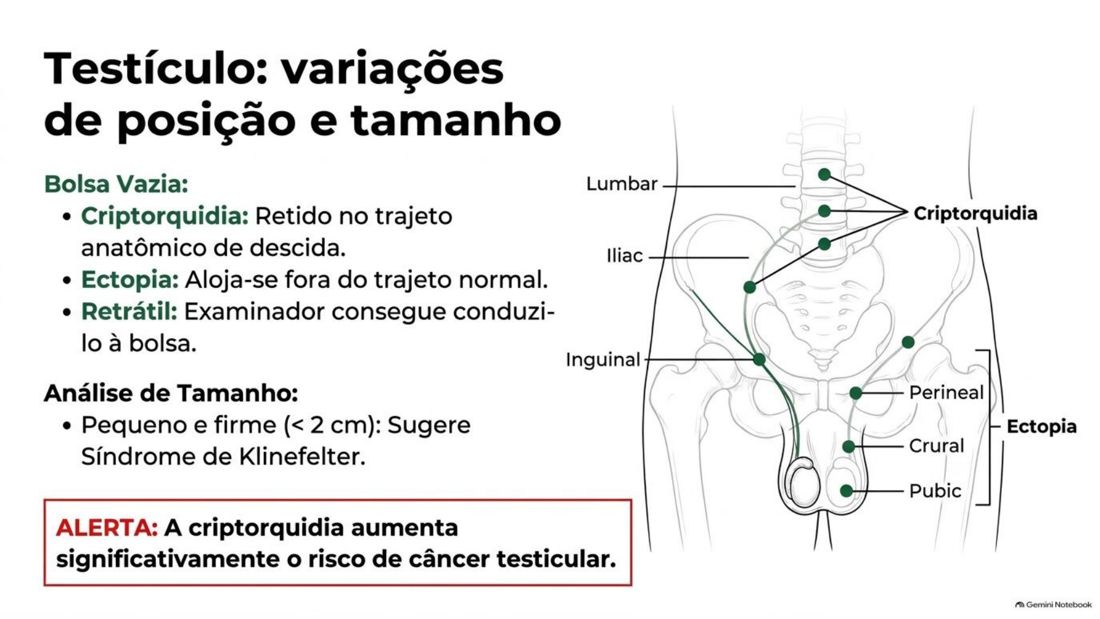 Testículo: variações
de posição e tamanho
Bolsa Vazia:
• Criptorquidia: Retido no trajeto
anatômico de descida.
• Ectopia: Aloja-se fora do trajeto normal.
• Retrátil: Examinador consegue conduzi-
lo à bolsa.
Análise de Tamanho:
• Pequeno e firme (< 2 cm): Sugere
Síndrome de Klinefelter.
ALERTA: A criptorquidia aumenta
significativamente o risco de câncer testicular.
Lumbar
Criptorquidia
Iliac
Inguinal
Perineal
Ectopia
Crural
Pubic
Gemini Notebook